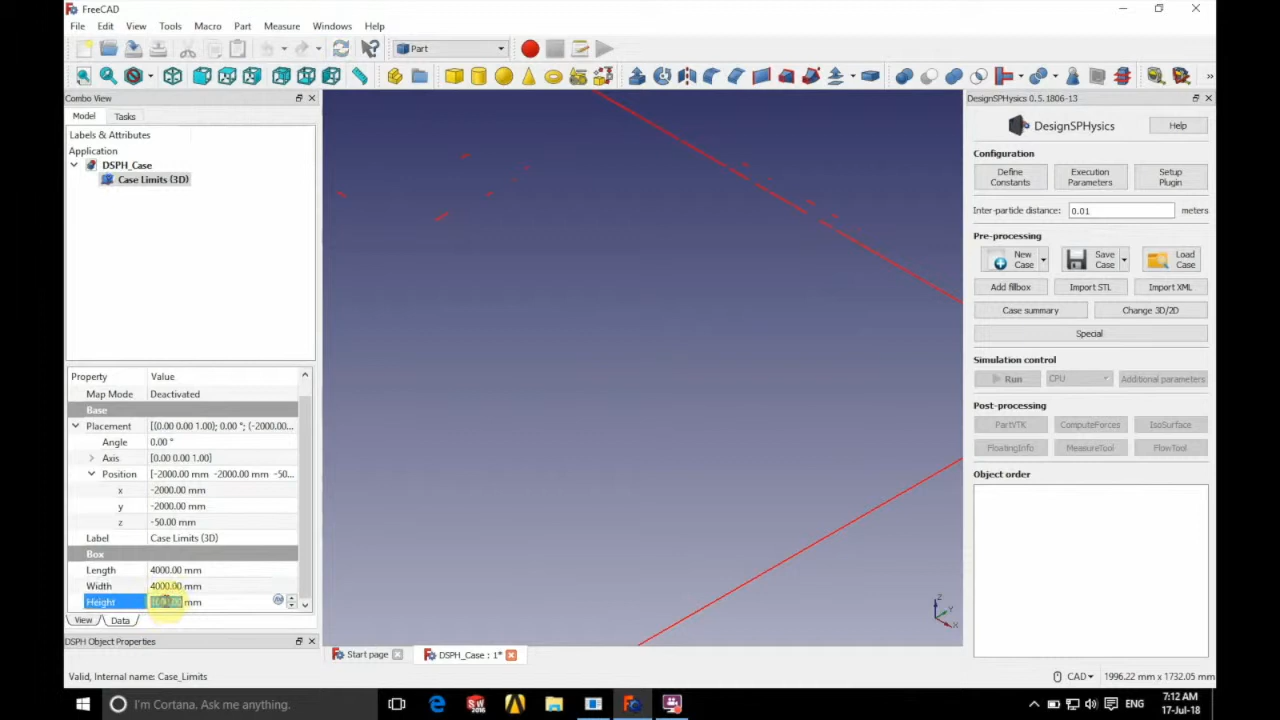 FreeCAD
File Edit View Tools Macro Part Measure Windows Help
Part
Combo View
Model Tasks
Labels & Attributes
Application
DSPH_Case
Case Limits (3D)
Property Value
Map Mode Deactivated
Base
Placement [(0.00 0.00 1.00); 0.00 °; (-2000.00...
Angle 0.00 °
Axis [0.00 0.00 1.00]
Position [-2000.00 mm -2000.00 mm -50...
x -2000.00 mm
y -2000.00 mm
z -50.00 mm
Label Case Limits (3D)
Box
Length 4000.00 mm
Width 4000.00 mm
Height mm
View Data
DSPH Object Properties
Start page DSPH_Case : 1*
Z
Y
X
DesignSPHysics 0.5.1806-13
DesignSPHysics Help
Configuration
Define Constants
Execution Parameters
Setup Plugin
Inter-particle distance: 0.01 meters
Pre-processing
New Case
Save Case
Load Case
Add fillbox Import STL Import XML
Case summary Change 3D/2D
Special
Simulation control
Run CPU Additional parameters
Post-processing
PartVTK ComputeForces IsoSurface
FloatingInfo MeasureTool FlowTool
Object order
Valid, Internal name: Case_Limits
CAD 1996.22 mm x 1732.05 mm
I'm Cortana. Ask me anything.
ENG
7:12 AM
17-Jul-18